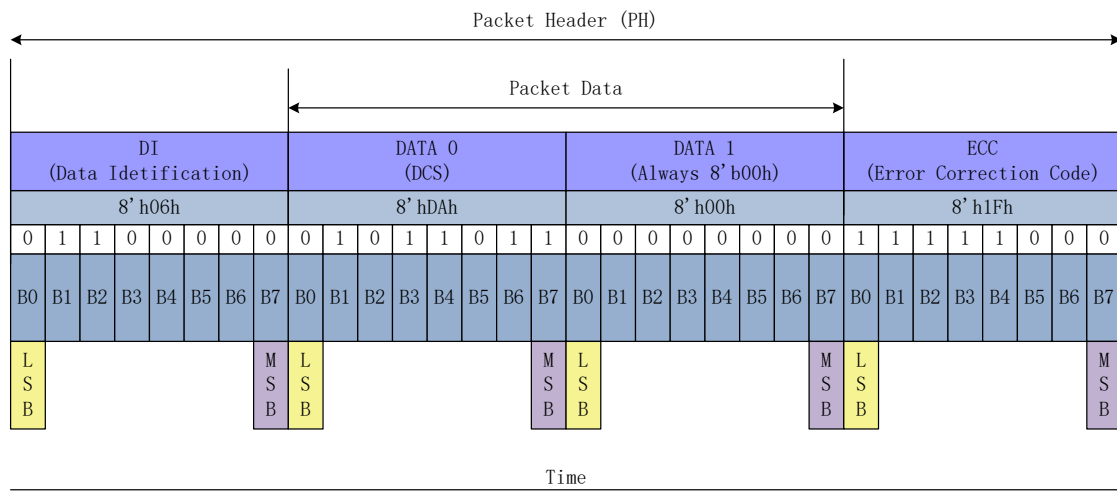 Packet Header (PH)
Packet Data
DI DATA 0 DATA 1 ECC
(Data Idetification) (DCS) (Always 8'b00h) (Error Correction Code)
8'h06h 8'hDAh 8'h00h 8'h1Fh
0 1 1 0 0 0 0 0 0 1 0 1 1 0 1 1 0 0 0 0 0 0 0 0 1 1 1 1 1 0 0 0
B0 B1 B2 B3 B4 B5 B6 B7 B0 B1 B2 B3 B4 B5 B6 B7 B0 B1 B2 B3 B4 B5 B6 B7 B0 B1 B2 B3 B4 B5 B6 B7
L M L M L M L M
S S S S S S S S
B B B B B B B B
Time